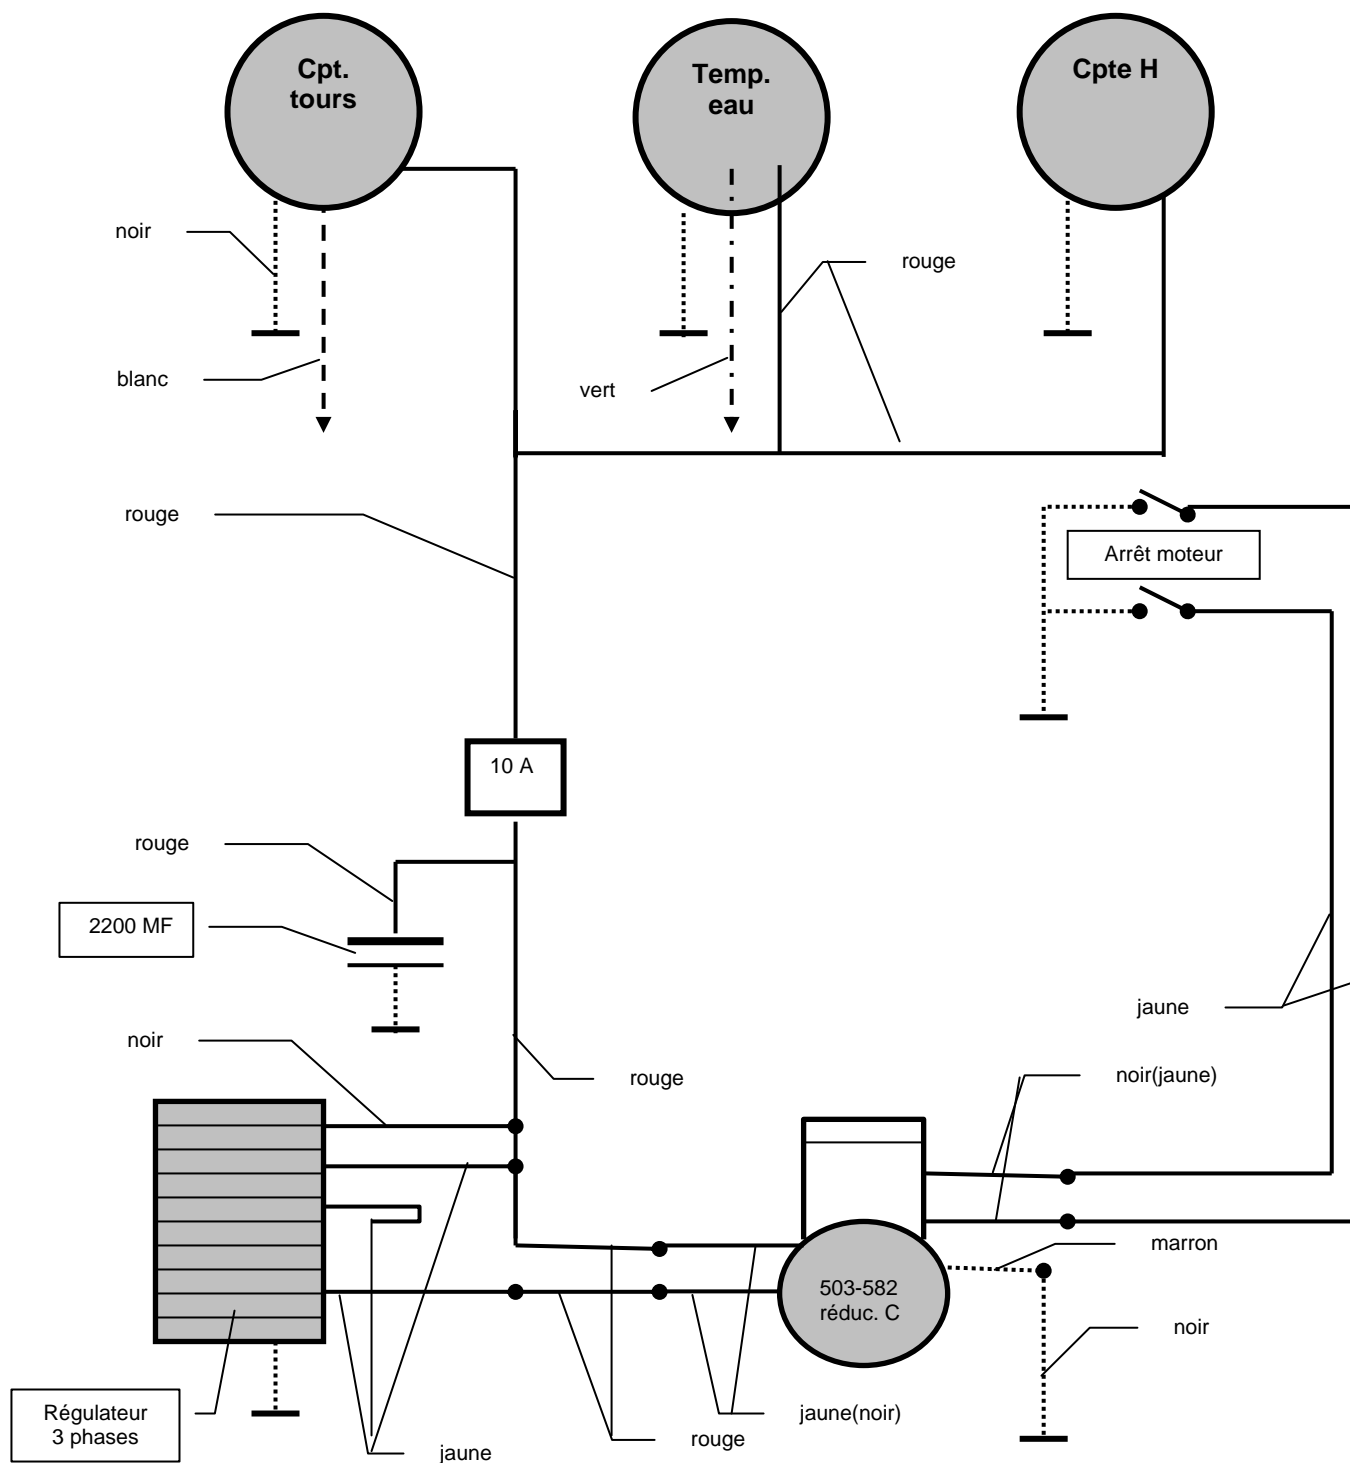 Cpt.
tours
Temp.
eau
Cpte H
noir
rouge
blanc
vert
rouge
Arrêt moteur
10 A
rouge
2200 MF
jaune
noir
rouge
noir(jaune)
marron
503-582
réduc. C
noir
Régulateur
3 phases
jaune(noir)
rouge
jaune